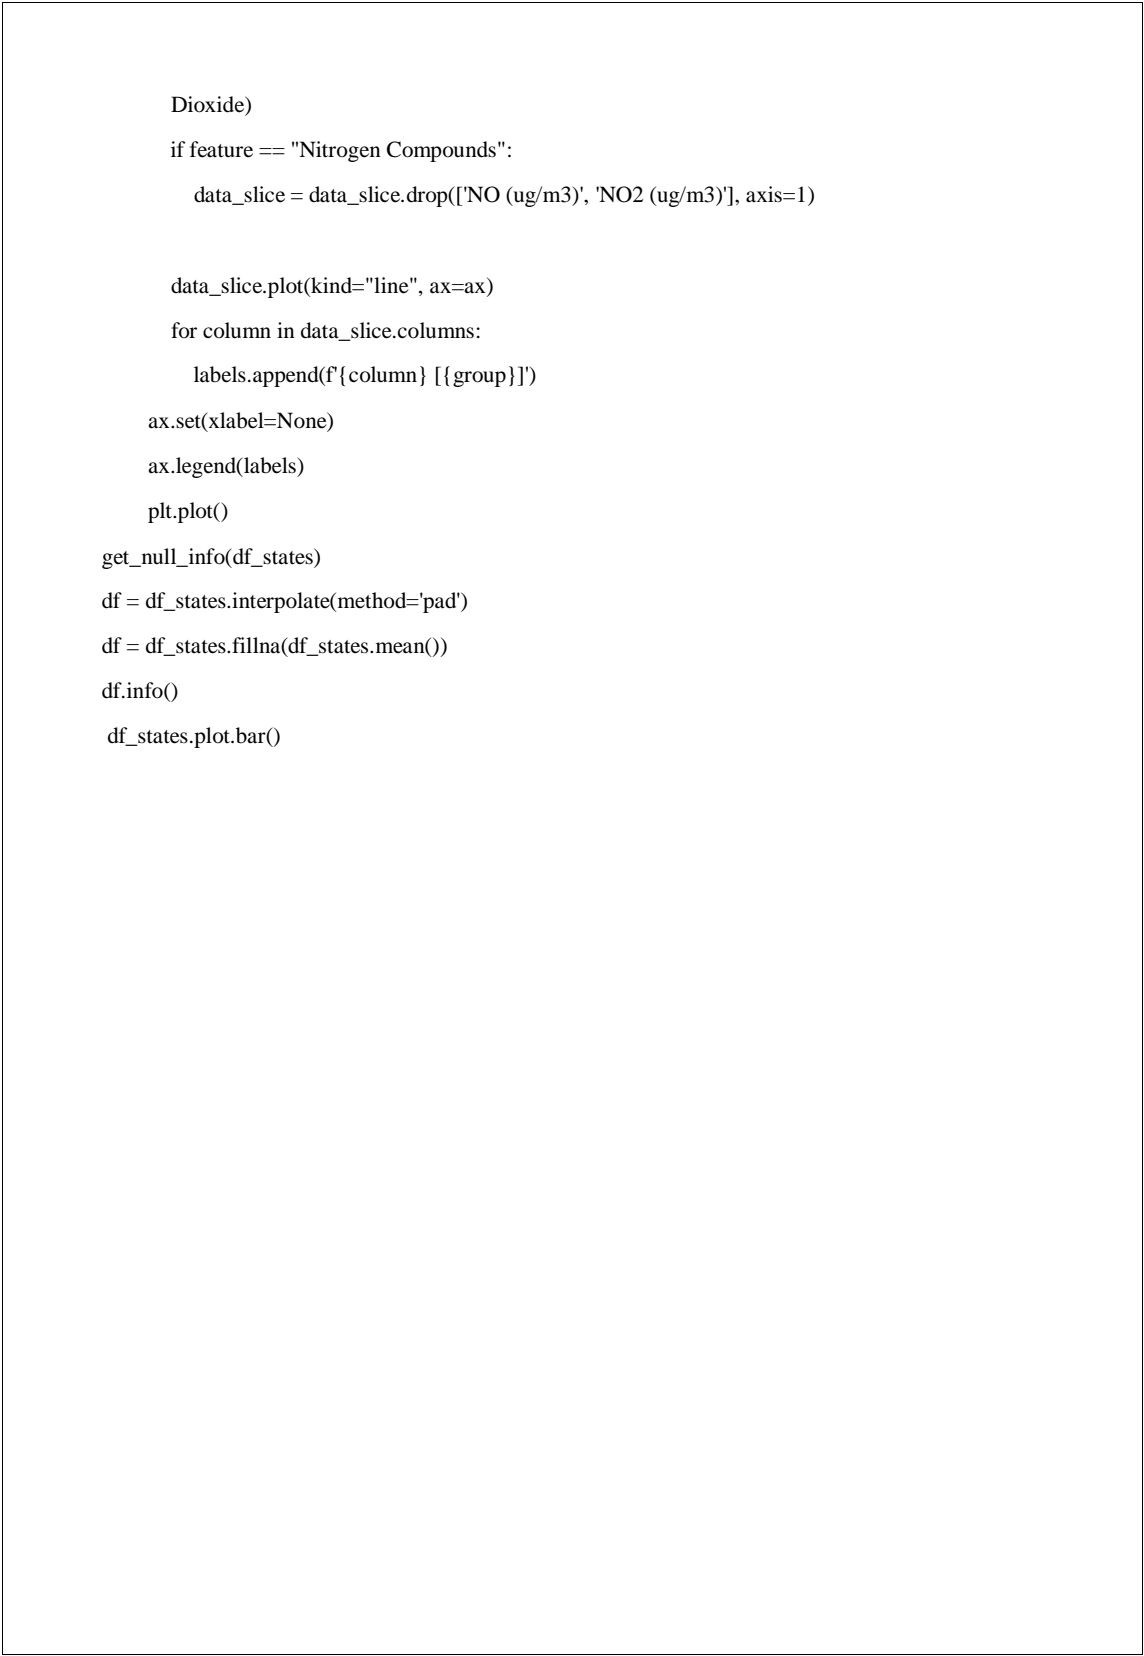 Dioxide)
if feature == "Nitrogen Compounds":
data_slice = data_slice.drop(['NO (ug/m3)', 'NO2 (ug/m3)'], axis=1)
data_slice.plot(kind="line", ax=ax)
for column in data_slice.columns:
labels.append(f'{column} [{group}]')
ax.set(xlabel=None)
ax.legend(labels)
plt.plot()
get_null_info(df_states)
df = df_states.interpolate(method='pad')
df = df_states.fillna(df_states.mean())
df.info()
df_states.plot.bar()